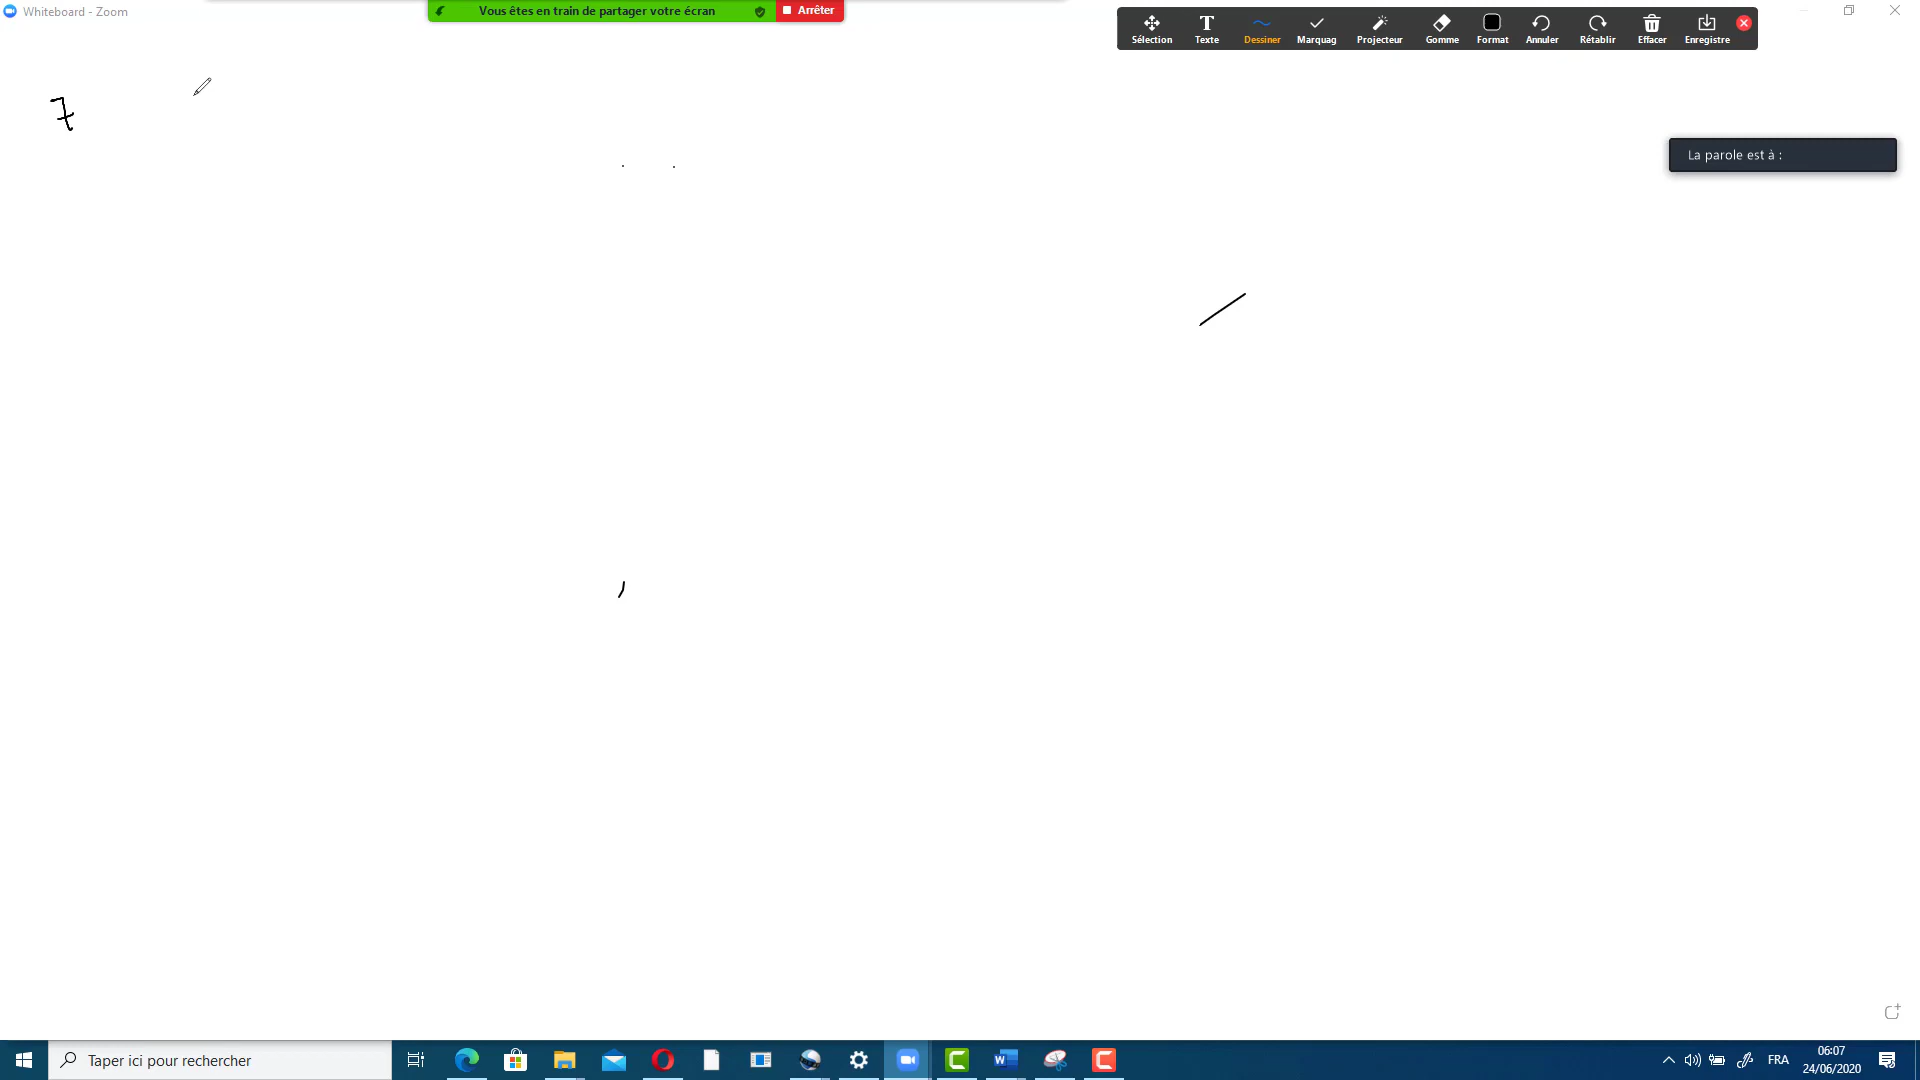 Whiteboard - Zoom
Vous êtes en train de partager votre écran
Arrêter
Sélection Texte Dessiner Marquag Projecteur Gomme Format Annuler Rétablir Effacer Enregistre
7
La parole est à :
Taper ici pour rechercher
FRA
06:07
24/06/2020